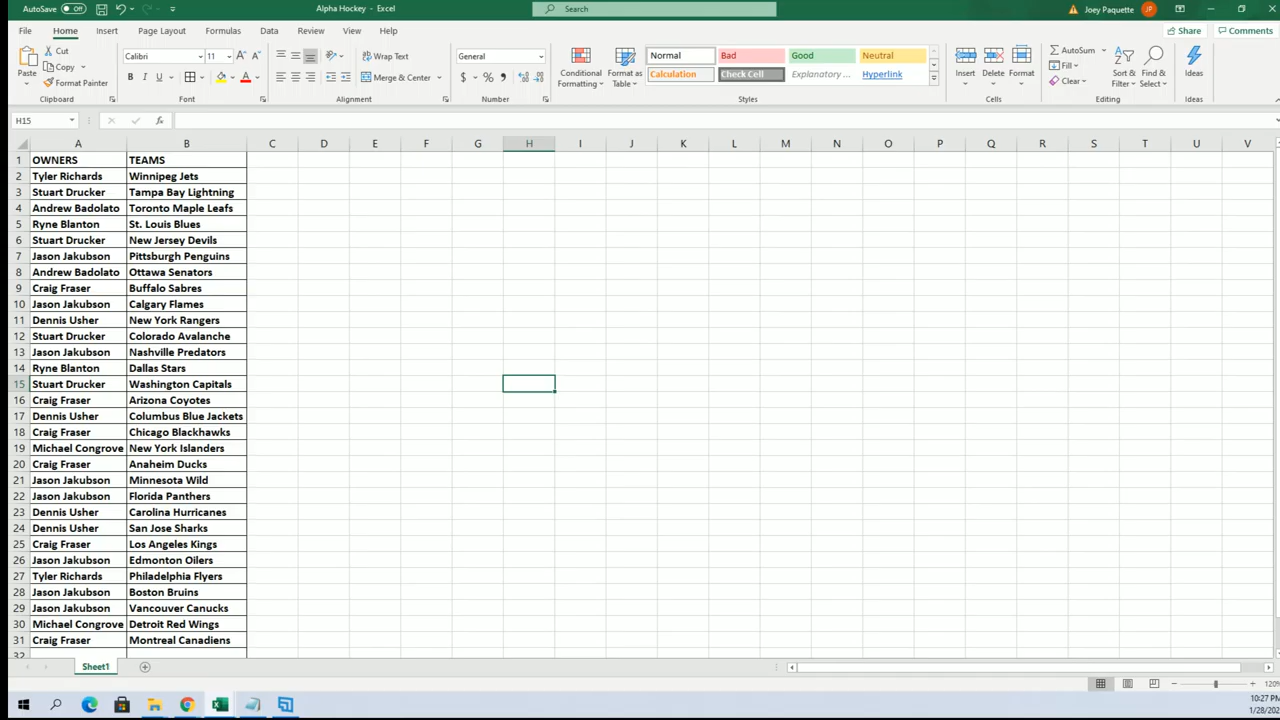 AutoSave Off Alpha Hockey - Excel Search Joey Paquette JP
File Home Insert Page Layout Formulas Data Review View Help Share Comments
Paste Cut Copy Format Painter Clipboard
Calibri 11 A A B I U A Font
Wrap Text Merge & Center Alignment
General $ % Number
Conditional Formatting Format as Table Normal Bad Good Neutral Calculation Check Cell Explanatory ... Hyperlink Styles
Insert Delete Format Cells
AutoSum Fill Clear Sort & Filter Find & Select Editing
Ideas Ideas
H15 fx
A B C D E F G H I J K L M N O P Q R S T U V
1 OWNERS TEAMS
2 Tyler Richards Winnipeg Jets
3 Stuart Drucker Tampa Bay Lightning
4 Andrew Badolato Toronto Maple Leafs
5 Ryne Blanton St. Louis Blues
6 Stuart Drucker New Jersey Devils
7 Jason Jakubson Pittsburgh Penguins
8 Andrew Badolato Ottawa Senators
9 Craig Fraser Buffalo Sabres
10 Jason Jakubson Calgary Flames
11 Dennis Usher New York Rangers
12 Stuart Drucker Colorado Avalanche
13 Jason Jakubson Nashville Predators
14 Ryne Blanton Dallas Stars
15 Stuart Drucker Washington Capitals
16 Craig Fraser Arizona Coyotes
17 Dennis Usher Columbus Blue Jackets
18 Craig Fraser Chicago Blackhawks
19 Michael Congrove New York Islanders
20 Craig Fraser Anaheim Ducks
21 Jason Jakubson Minnesota Wild
22 Jason Jakubson Florida Panthers
23 Dennis Usher Carolina Hurricanes
24 Dennis Usher San Jose Sharks
25 Craig Fraser Los Angeles Kings
26 Jason Jakubson Edmonton Oilers
27 Tyler Richards Philadelphia Flyers
28 Jason Jakubson Boston Bruins
29 Jason Jakubson Vancouver Canucks
30 Michael Congrove Detroit Red Wings
31 Craig Fraser Montreal Canadiens
32
Sheet1
120%
10:27 PM
1/28/202